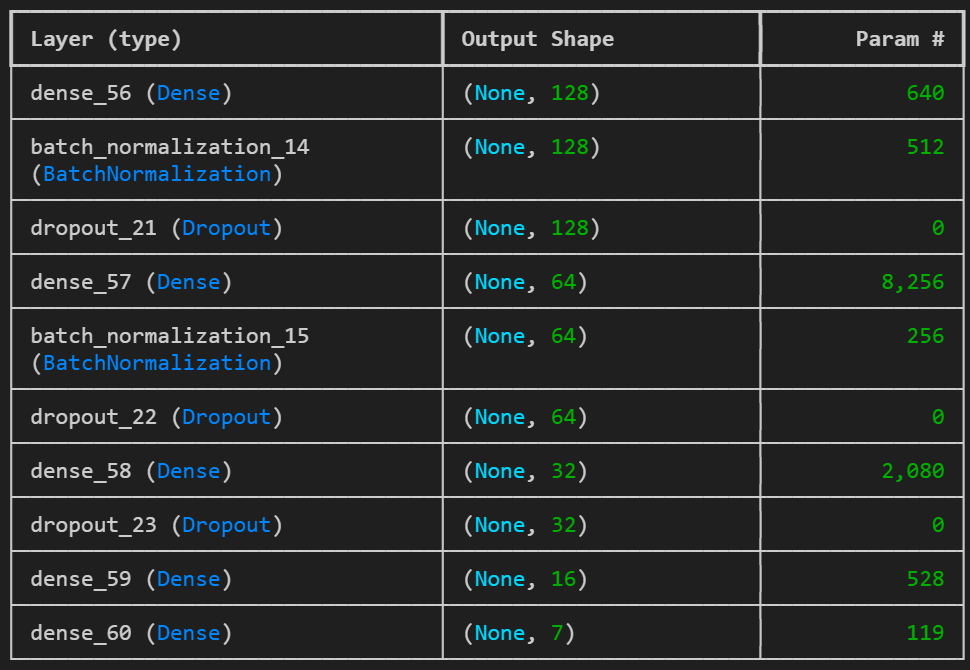 Layer (type) Output Shape Param #
dense_56 (Dense) (None, 128) 640
batch_normalization_14 (None, 128) 512
(BatchNormalization)
dropout_21 (Dropout) (None, 128) 0
dense_57 (Dense) (None, 64) 8,256
batch_normalization_15 (None, 64) 256
(BatchNormalization)
dropout_22 (Dropout) (None, 64) 0
dense_58 (Dense) (None, 32) 2,080
dropout_23 (Dropout) (None, 32) 0
dense_59 (Dense) (None, 16) 528
dense_60 (Dense) (None, 7) 119